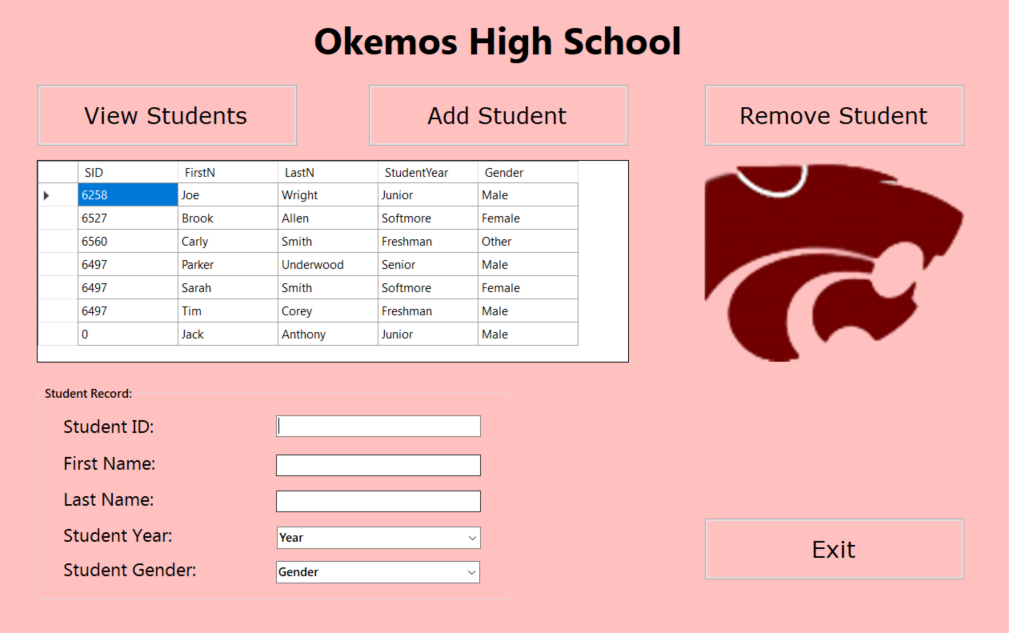 Okemos High School
View Students Add Student Remove Student
SID FirstN LastN StudentYear Gender
6258 Joe Wright Junior Male
6527 Brook Allen Softmore Female
6560 Carly Smith Freshman Other
6497 Parker Underwood Senior Male
6497 Sarah Smith Softmore Female
6497 Tim Corey Freshman Male
0 Jack Anthony Junior Male
Student Record:
Student ID:
First Name:
Last Name:
Student Year: Year
Student Gender: Gender
Exit